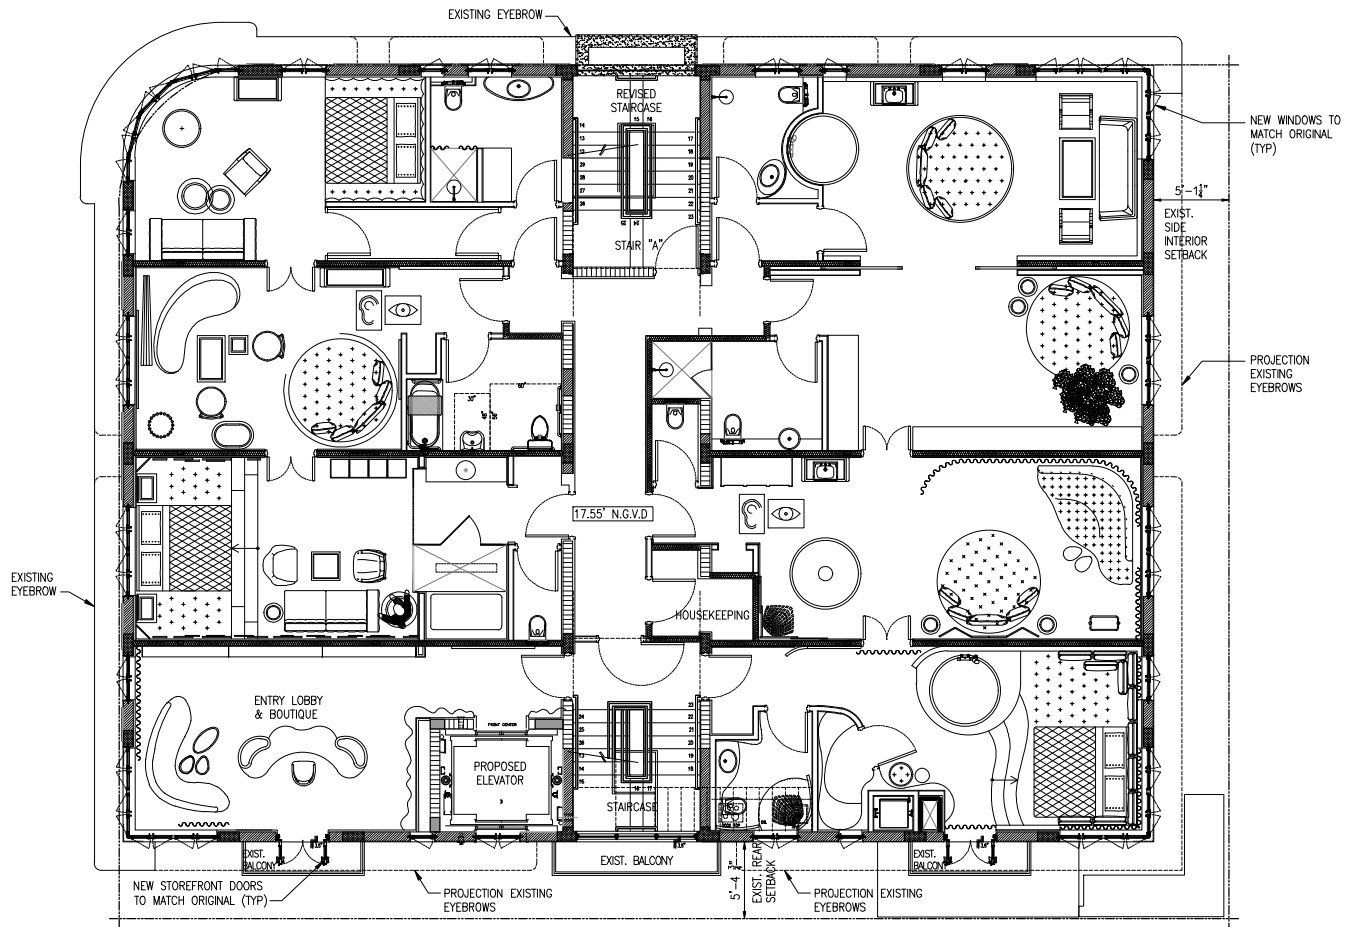 EXISTING EYEBROW
REVISED
STAIRCASE
NEW WINDOWS TO
MATCH ORIGINAL
(TYP)
5'-1¼"
EXIST.
SIDE
INTERIOR
SETBACK
STAIR "A"
PROJECTION
EXISTING
EYEBROWS
17.55' N.G.V.D
EXISTING
EYEBROW
HOUSEKEEPING
ENTRY LOBBY
& BOUTIQUE
FRONT CENTER
PROPOSED
ELEVATOR
STAIRCASE
EXIST.
BALCONY
EXIST. BALCONY
EXIST.
BALCONY
EXIST. REAR
SETBACK
NEW STOREFRONT DOORS
TO MATCH ORIGINAL (TYP)
PROJECTION EXISTING
EYEBROWS
PROJECTION EXISTING
EYEBROWS